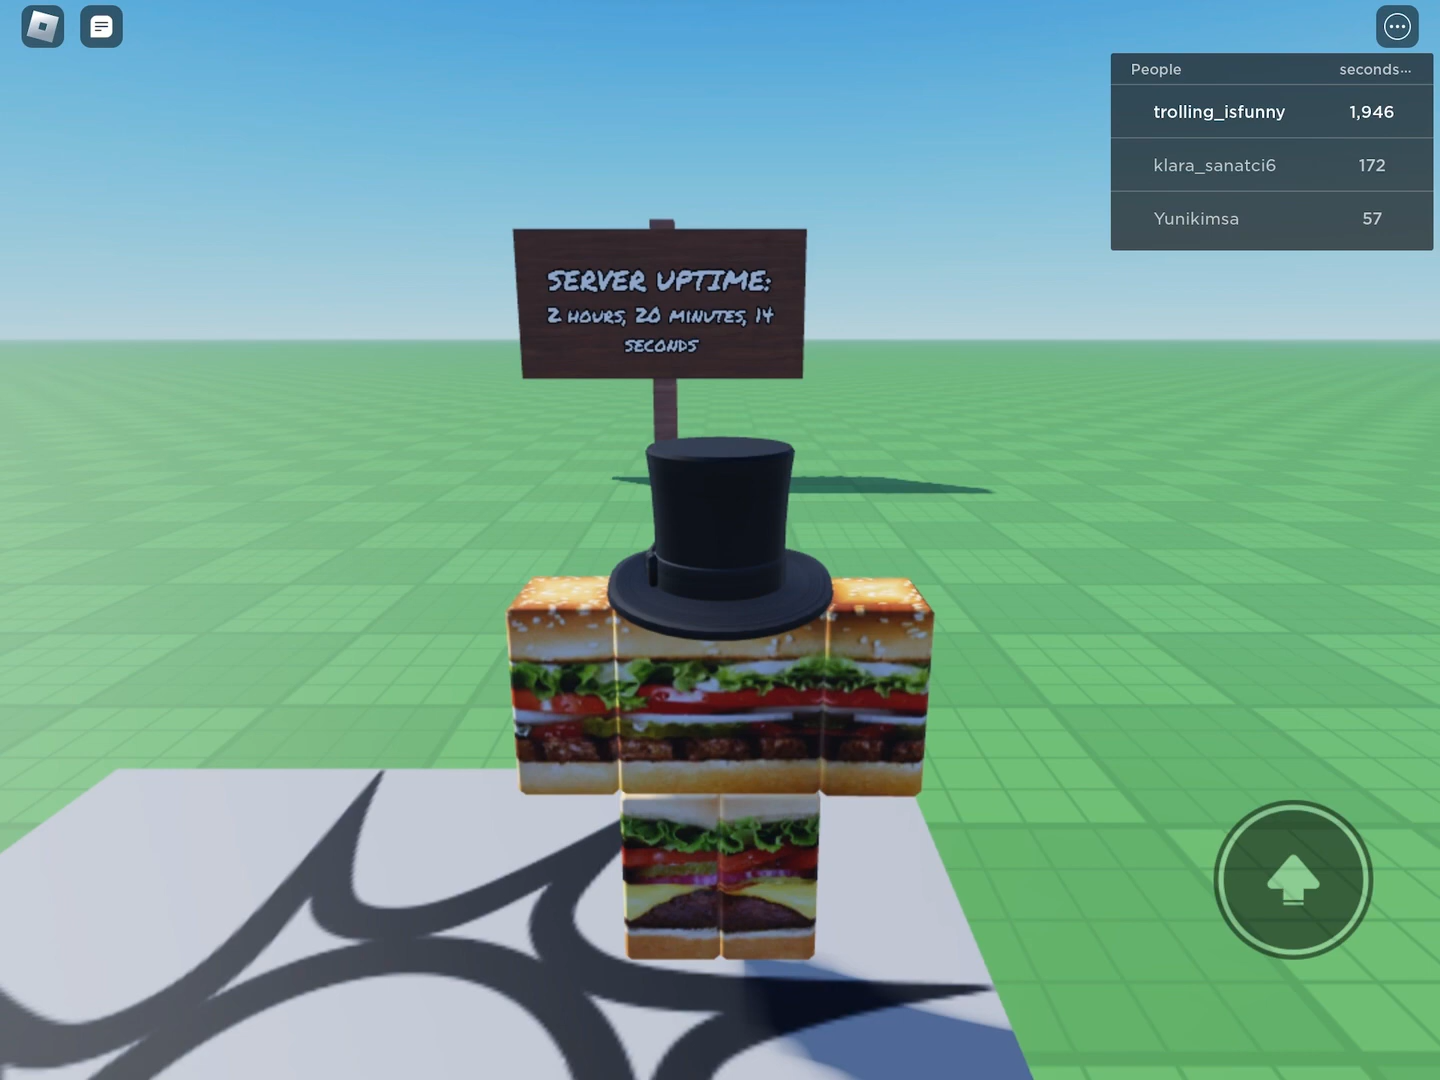 People seconds...
trolling_isfunny 1,946
klara_sanatci6 172
Yunikimsa 57
SERVER UPTIME:
2 HOURS, 20 MINUTES, 14
SECONDS